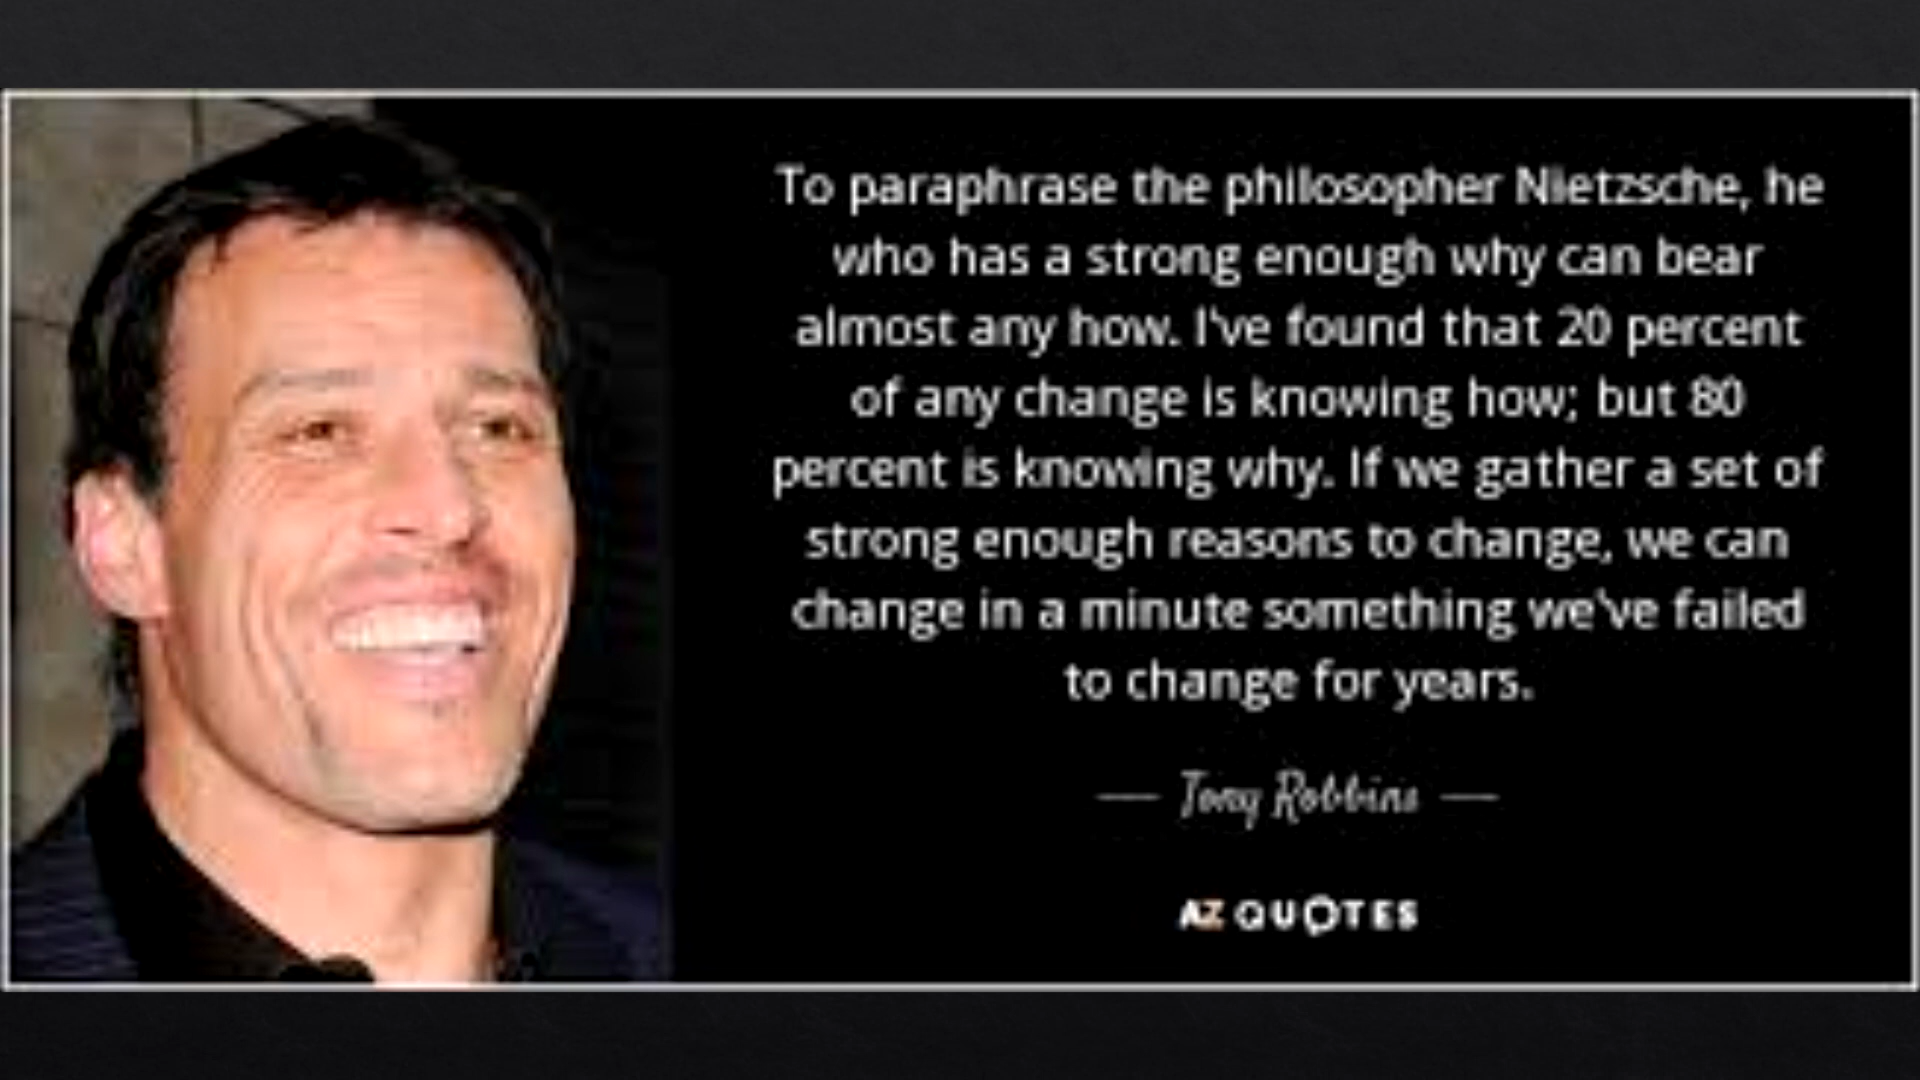 To paraphrase the philosopher Nietzsche, he
who has a strong enough why can bear
almost any how. I've found that 20 percent
of any change is knowing how; but 80
percent is knowing why. If we gather a set of
strong enough reasons to change, we can
change in a minute something we've failed
to change for years.
— Tony Robbins —
AZ QUOTES